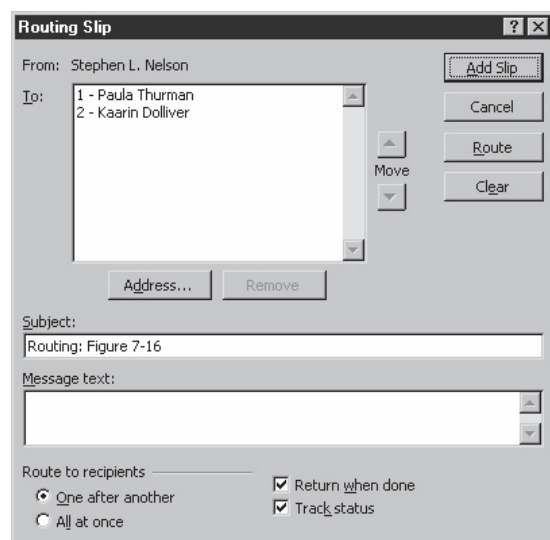 Routing Slip
From: Stephen L. Nelson
To:
1 - Paula Thurman
2 - Kaarin Dolliver
Move
Add Slip
Cancel
Route
Clear
Address...
Remove
Subject:
Routing: Figure 7-16
Message text:
Route to recipients
One after another
All at once
Return when done
Track status